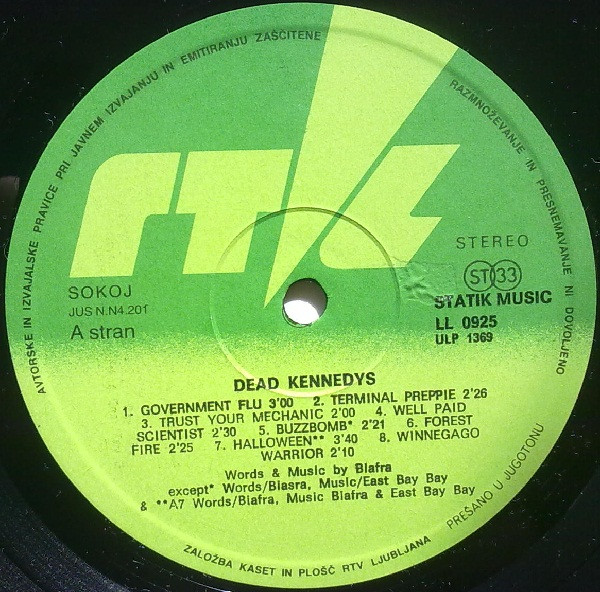 AVTORSKE IN IZVAJALSKE PRAVICE PRI JAVNEM IZVAJANJU IN EMITIRANJU ZAŠČITENE
RAZMNOŽEVANJE IN PRESNEMAVANJE NI DOVOLJENO
RTL
STEREO
SOKOJ
JUS N.N4.201
A stran
ST 33
STATIK MUSIC
LL 0925
ULP 1369
DEAD KENNEDYS
1. GOVERNMENT FLU 3'00 2. TERMINAL PREPPIE 2'26
3. TRUST YOUR MECHANIC 2'00 4. WELL PAID
SCIENTIST 2'30 5. BUZZBOMB* 2'21 6. FOREST
FIRE 2'25 7. HALLOWEEN** 3'40 8. WINNEGAGO
WARRIOR 2'10
Words & Music by Biafra
except* Words/Biasra, Music/East Bay Bay
& **A7 Words/Biafra, Music Biafra & East Bay Bay
PREŠANO U JUGOTONU
ZALOŽBA KASET IN PLOŠČ RTV LJUBLJANA